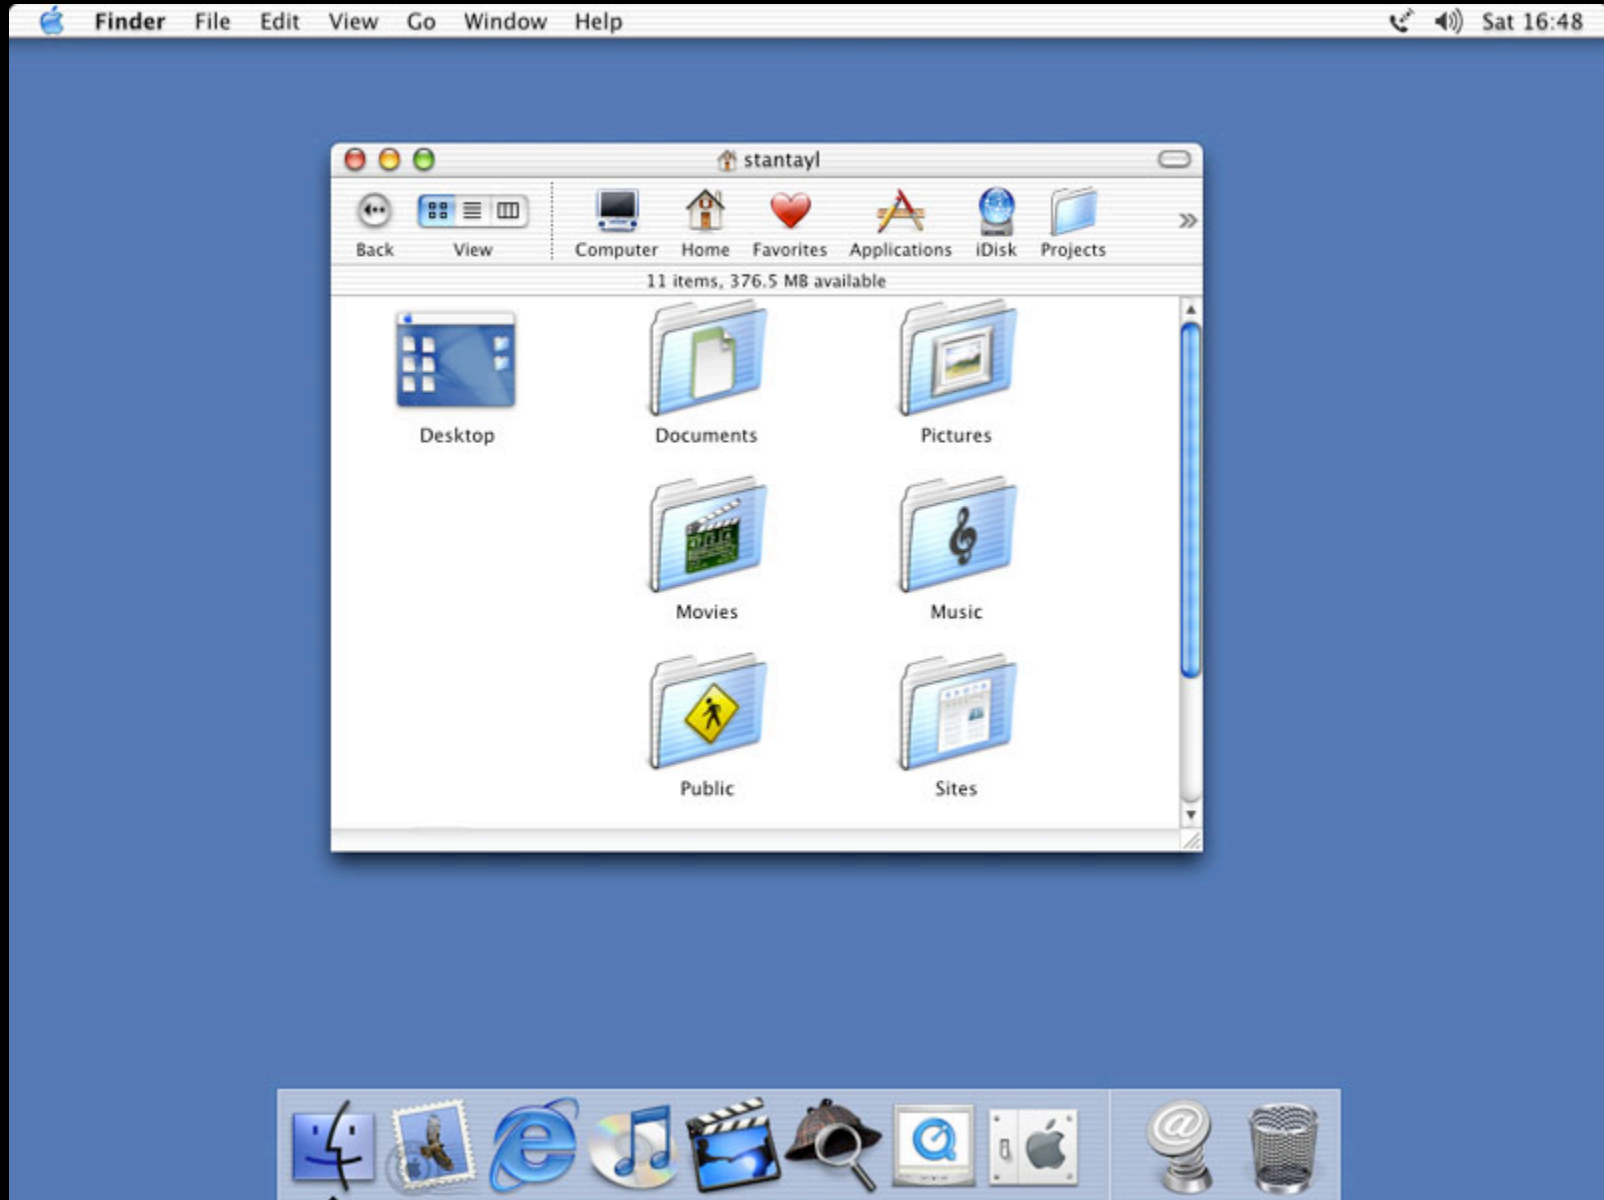 Finder File Edit View Go Window Help Sat 16:48
stantayl
Back View Computer Home Favorites Applications iDisk Projects
11 items, 376.5 MB available
Desktop Documents Pictures
Movies Music
Public Sites
@